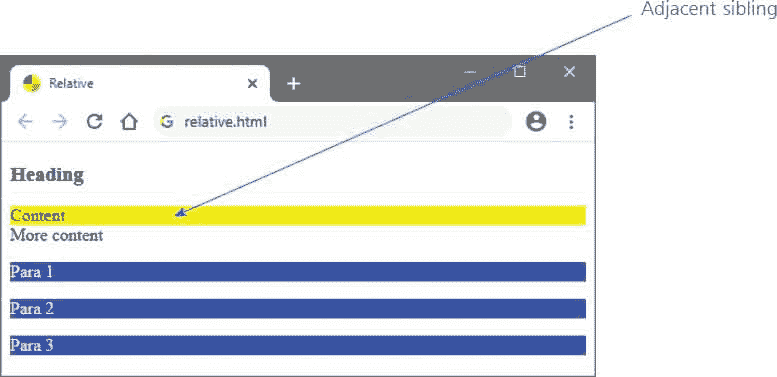 Adjacent sibling
Relative
relative.html
Heading
Content
More content
Para 1
Para 2
Para 3